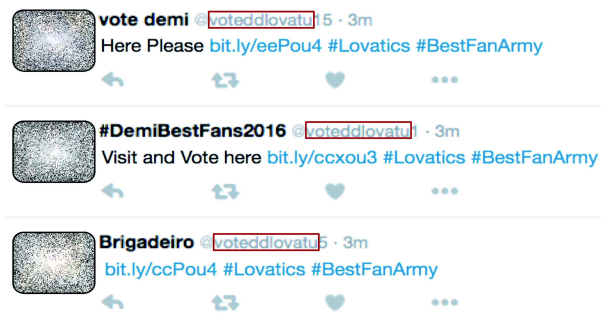 vote demi @voteddlovatu15 · 3m
Here Please bit.ly/eePou4 #Lovatics #BestFanArmy
#DemiBestFans2016 @voteddlovatu1 · 3m
Visit and Vote here bit.ly/ccxou3 #Lovatics #BestFanArmy
Brigadeiro @voteddlovatu5 · 3m
bit.ly/ccPou4 #Lovatics #BestFanArmy